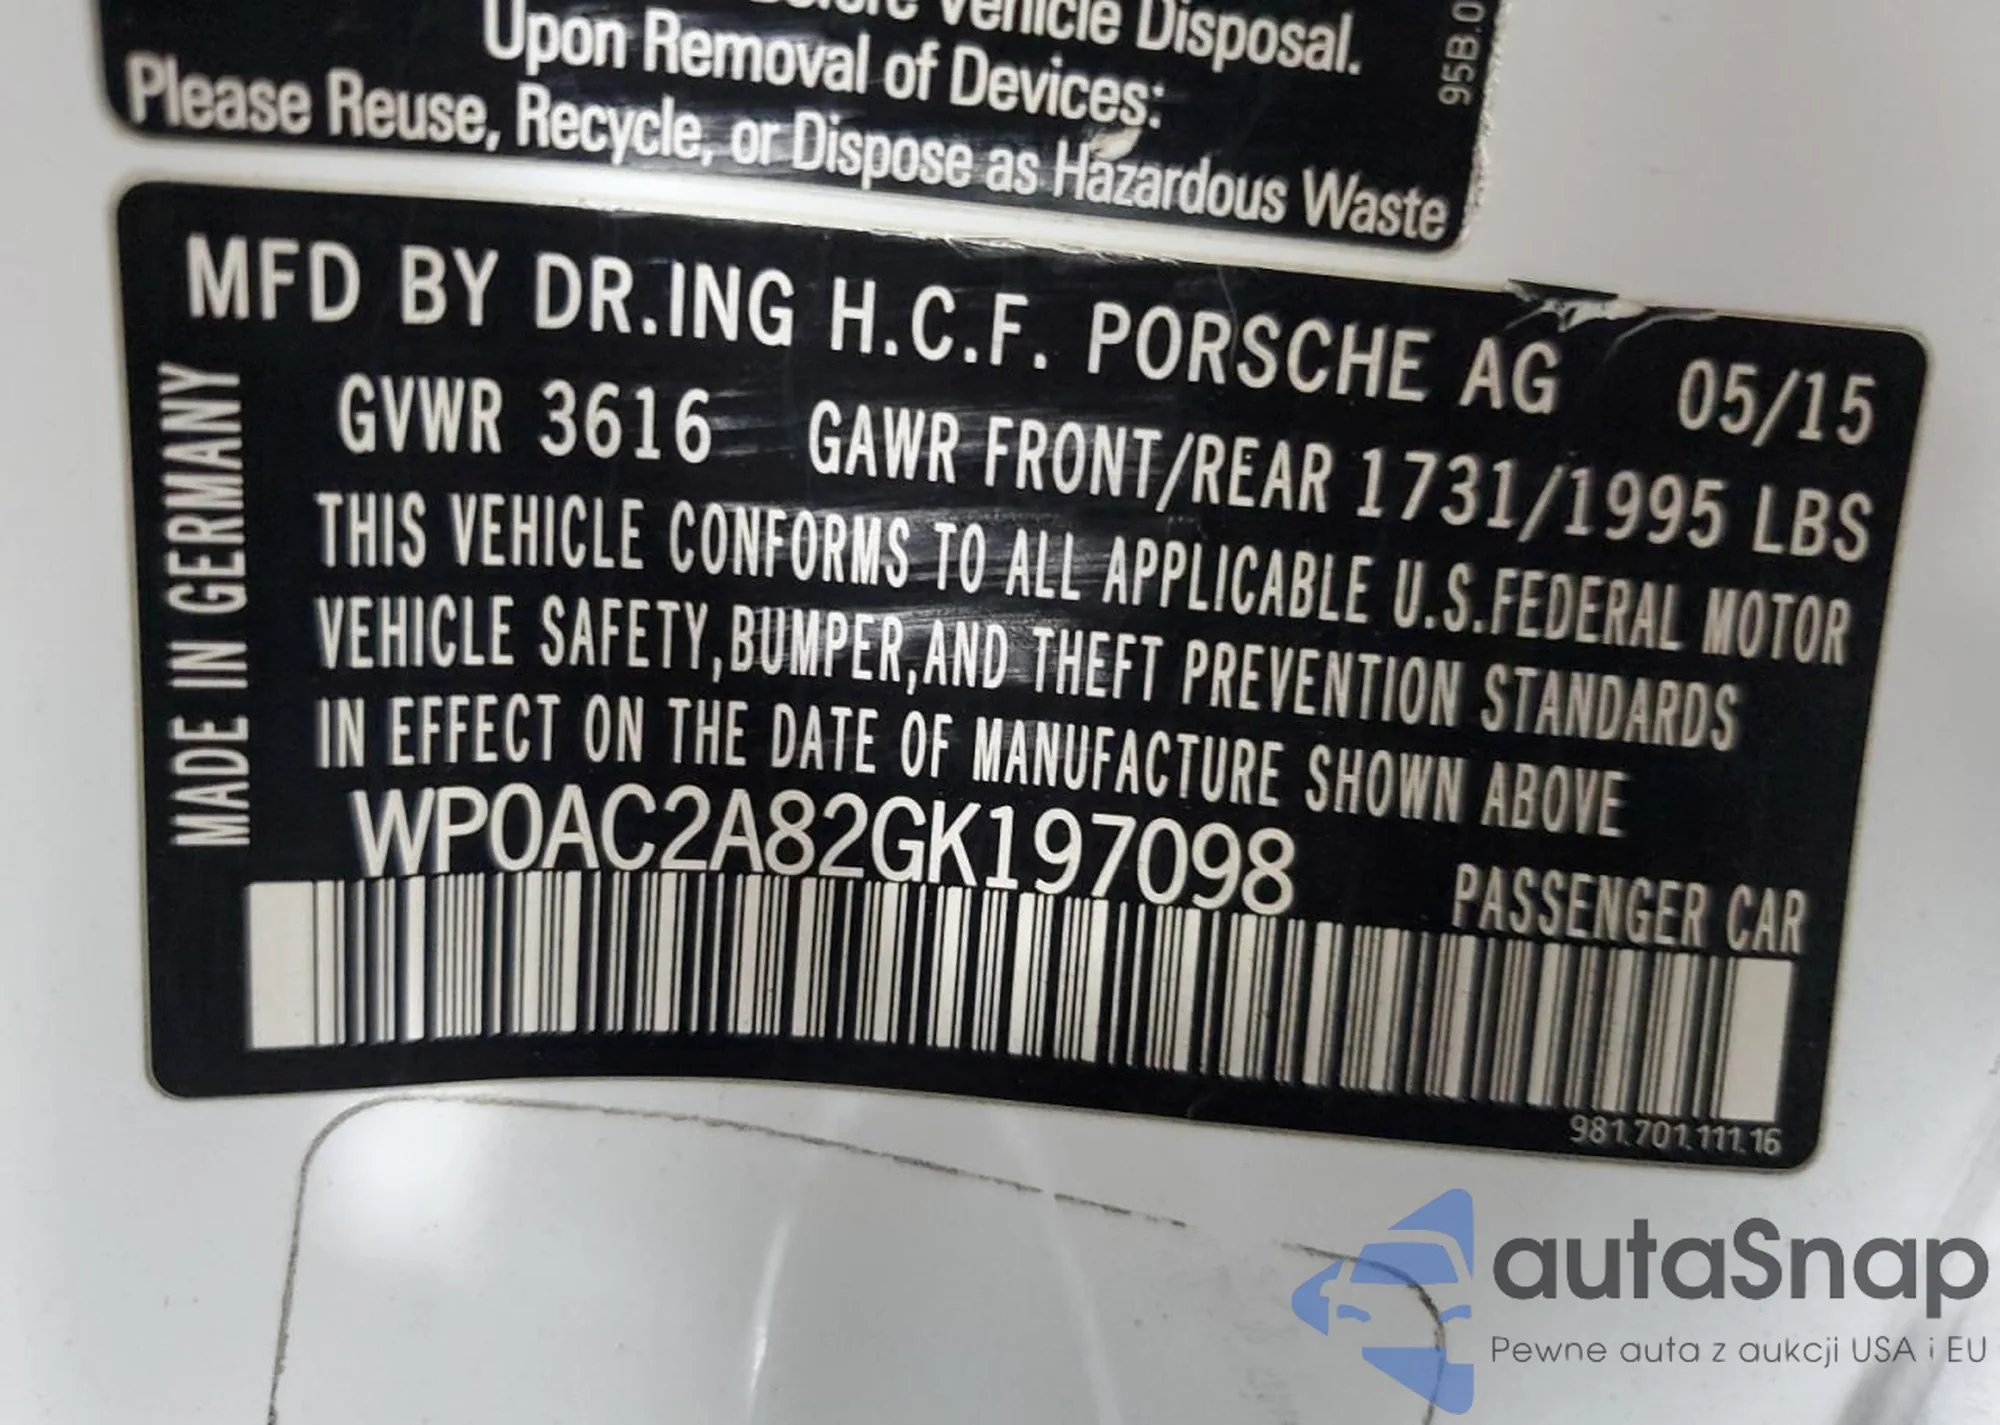 Before Vehicle Disposal.
Upon Removal of Devices:
Please Reuse, Recycle, or Dispose as Hazardous Waste
95B.0
MFD BY DR.ING H.C.F. PORSCHE AG 05/15
GVWR 3616 GAWR FRONT/REAR 1731/1995 LBS
THIS VEHICLE CONFORMS TO ALL APPLICABLE U.S.FEDERAL MOTOR
VEHICLE SAFETY,BUMPER,AND THEFT PREVENTION STANDARDS
IN EFFECT ON THE DATE OF MANUFACTURE SHOWN ABOVE
WP0AC2A82GK197098
PASSENGER CAR
MADE IN GERMANY
981.701.111.16
autaSnap
Pewne auta z aukcji USA i EU